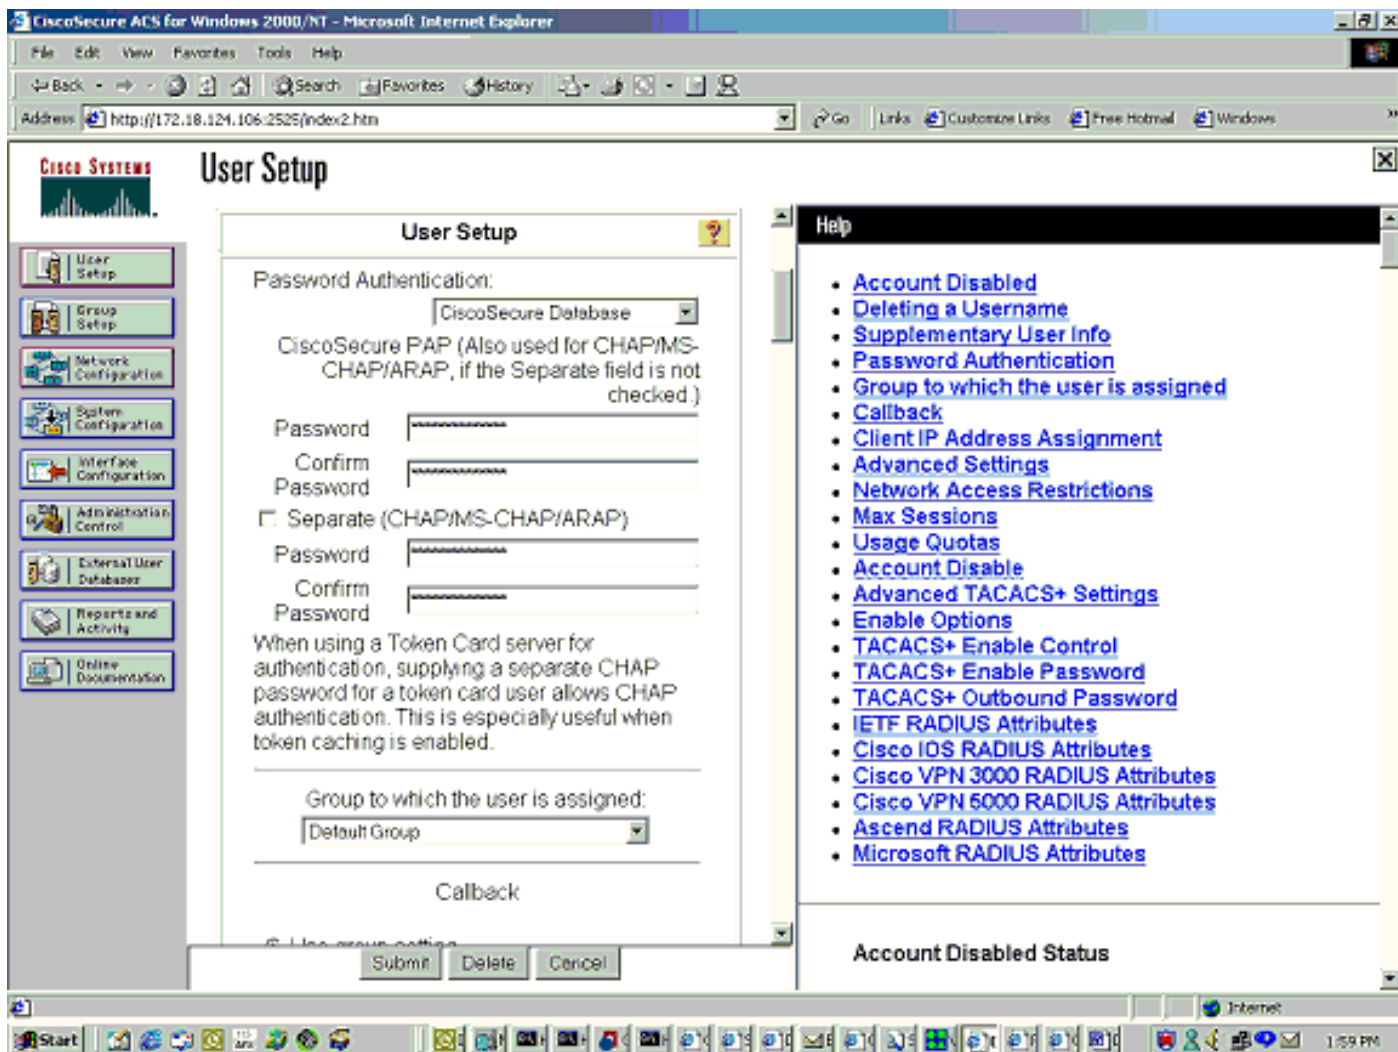 CiscoSecure ACS for Windows 2000/NT - Microsoft Internet Explorer
File Edit View Favorites Tools Help
Back Search Favorites History
Address http://172.18.124.106:2525/index2.htm Go Links Customize Links Free Hotmail Windows
CISCO SYSTEMS
User Setup
User Setup
Group Setup
Network Configuration
System Configuration
Interface Configuration
Administration Control
External User Databases
Reports and Activity
Online Documentation
User Setup
Password Authentication:
CiscoSecure Database
CiscoSecure PAP (Also used for CHAP/MS-
CHAP/ARAP, if the Separate field is not
checked.)
Password
Confirm
Password
Separate (CHAP/MS-CHAP/ARAP)
Password
Confirm
Password
When using a Token Card server for
authentication, supplying a separate CHAP
password for a token card user allows CHAP
authentication. This is especially useful when
token caching is enabled.
Group to which the user is assigned:
Default Group
Callback
Use group setting
Submit Delete Cancel
Help
Account Disabled
Deleting a Username
Supplementary User Info
Password Authentication
Group to which the user is assigned
Callback
Client IP Address Assignment
Advanced Settings
Network Access Restrictions
Max Sessions
Usage Quotas
Account Disable
Advanced TACACS+ Settings
Enable Options
TACACS+ Enable Control
TACACS+ Enable Password
TACACS+ Outbound Password
IETF RADIUS Attributes
Cisco IOS RADIUS Attributes
Cisco VPN 3000 RADIUS Attributes
Cisco VPN 5000 RADIUS Attributes
Ascend RADIUS Attributes
Microsoft RADIUS Attributes
Account Disabled Status
Internet
Start
1:59 PM